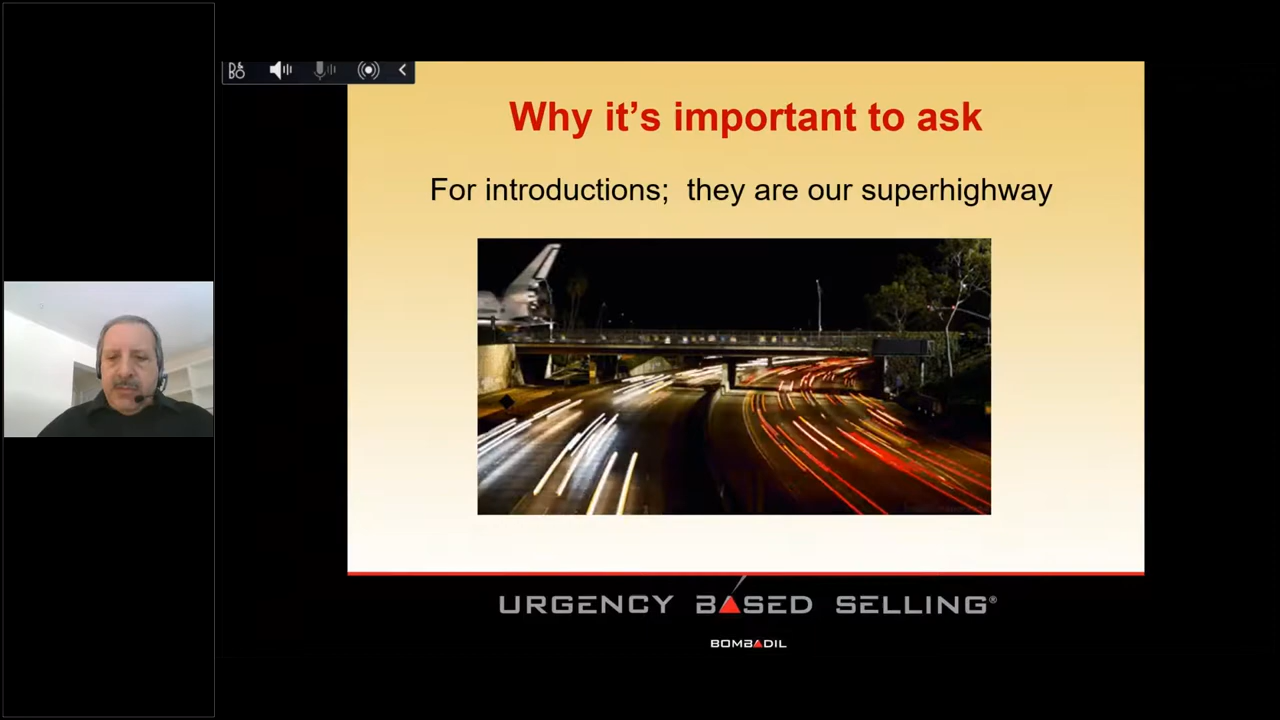 Why it’s important to ask
For introductions;  they are our superhighway
URGENCY BASED SELLING®
BOMBADIL